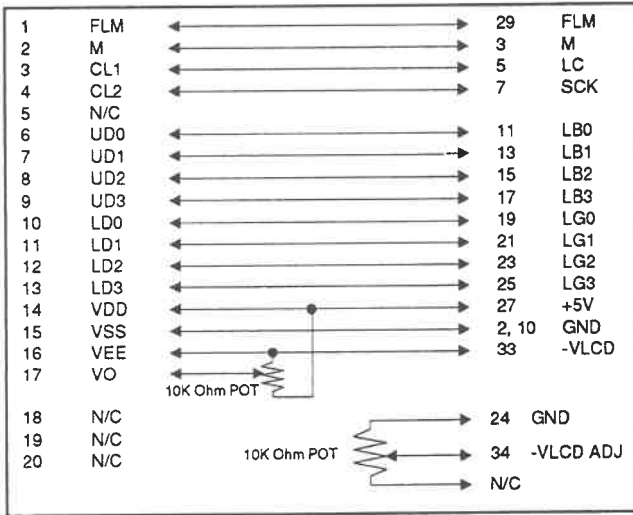 1 FLM 29 FLM
2 M 3 M
3 CL1 5 LC
4 CL2 7 SCK
5 N/C
6 UD0 11 LB0
7 UD1 13 LB1
8 UD2 15 LB2
9 UD3 17 LB3
10 LD0 19 LG0
11 LD1 21 LG1
12 LD2 23 LG2
13 LD3 25 LG3
14 VDD 27 +5V
15 VSS 2, 10 GND
16 VEE 33 -VLCD
17 VO
10K Ohm POT
18 N/C 24 GND
19 N/C
20 N/C 10K Ohm POT 34 -VLCD ADJ
N/C